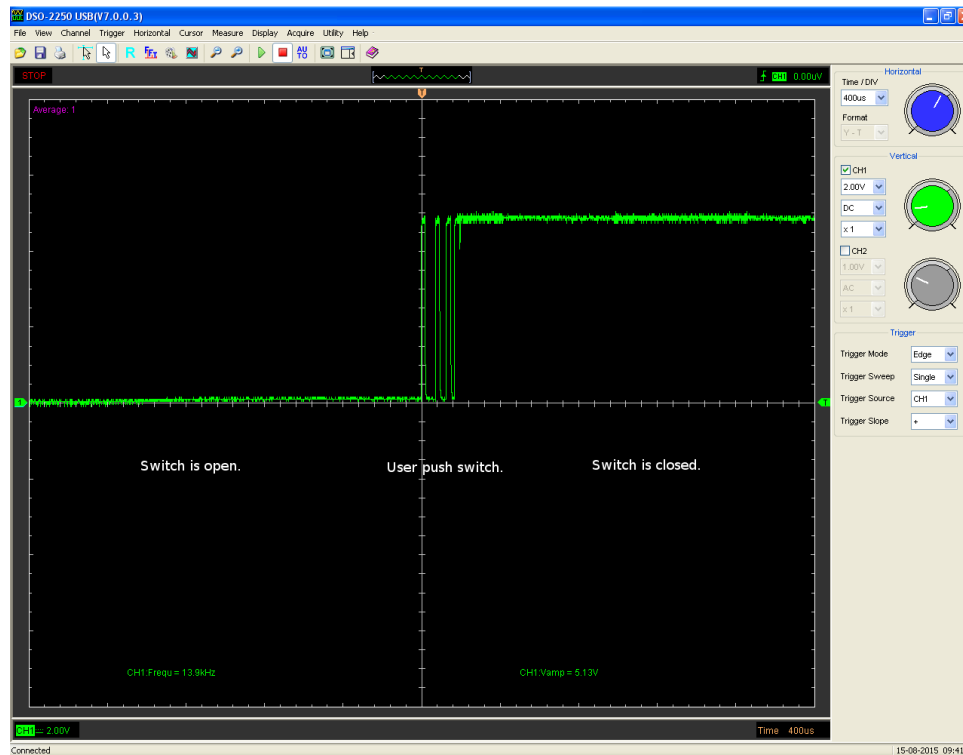 DSO-2250 USB(V7.0.0.3)
File View Channel Trigger Horizontal Cursor Measure Display Acquire Utility Help
R FFT AU TO
STOP
T
CH1 0.00uV
T
Average: 1
1
T
Switch is open.
User push switch.
Switch is closed.
CH1:Frequ = 13.9kHz
CH1:Vamp = 5.13V
CH1 2.00V
Time 400us
Connected
15-08-2015 09:41
Horizontal
Time / DIV
400us
Format
Y - T
Vertical
CH1
2.00V
DC
x 1
CH2
1.00V
AC
x 1
Trigger
Trigger Mode Edge
Trigger Sweep Single
Trigger Source CH1
Trigger Slope +